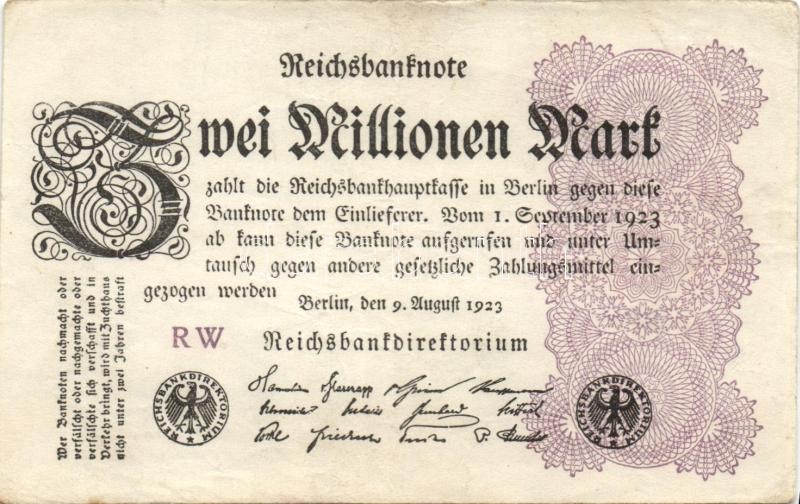 Reichsbanknote
Zwei Millionen Mark
zahlt die Reichsbankhauptkasse in Berlin gegen diese
Banknote dem Einlieferer. Vom 1. September 1923
ab kann diese Banknote aufgerufen und unter Um-
tausch gegen andere gesetzliche Zahlungsmittel ein-
gezogen werden
Berlin, den 9. August 1923
RW
Reichsbankdirektorium
REICHSBANKDIREKTORIUM
REICHSBANKDIREKTORIUM
Wer Banknoten nachmacht oder
verfälscht oder nachgemachte oder
verfälschte sich verschafft und in
Verkehr bringt, wird mit Zuchthaus
nicht unter zwei Jahren bestraft